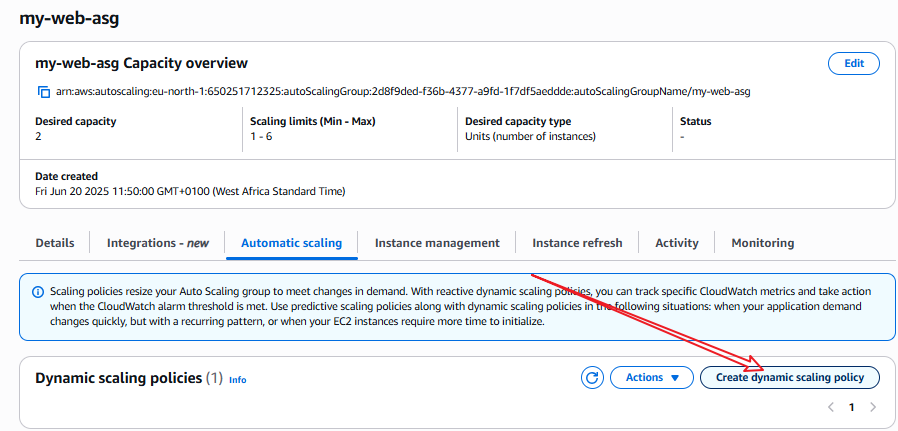 my-web-asg
my-web-asg Capacity overview
Edit
arn:aws:autoscaling:eu-north-1:650251712325:autoScalingGroup:2d8f9ded-f36b-4377-a9fd-1f7df5aeddde:autoScalingGroupName/my-web-asg
Desired capacity
2
Scaling limits (Min - Max)
1 - 6
Desired capacity type
Units (number of instances)
Status
-
Date created
Fri Jun 20 2025 11:50:00 GMT+0100 (West Africa Standard Time)
Details Integrations - new Automatic scaling Instance management Instance refresh Activity Monitoring
Scaling policies resize your Auto Scaling group to meet changes in demand. With reactive dynamic scaling policies, you can track specific CloudWatch metrics and take action
when the CloudWatch alarm threshold is met. Use predictive scaling policies along with dynamic scaling policies in the following situations: when your application demand
changes quickly, but with a recurring pattern, or when your EC2 instances require more time to initialize.
Dynamic scaling policies (1) Info
Actions
Create dynamic scaling policy
1